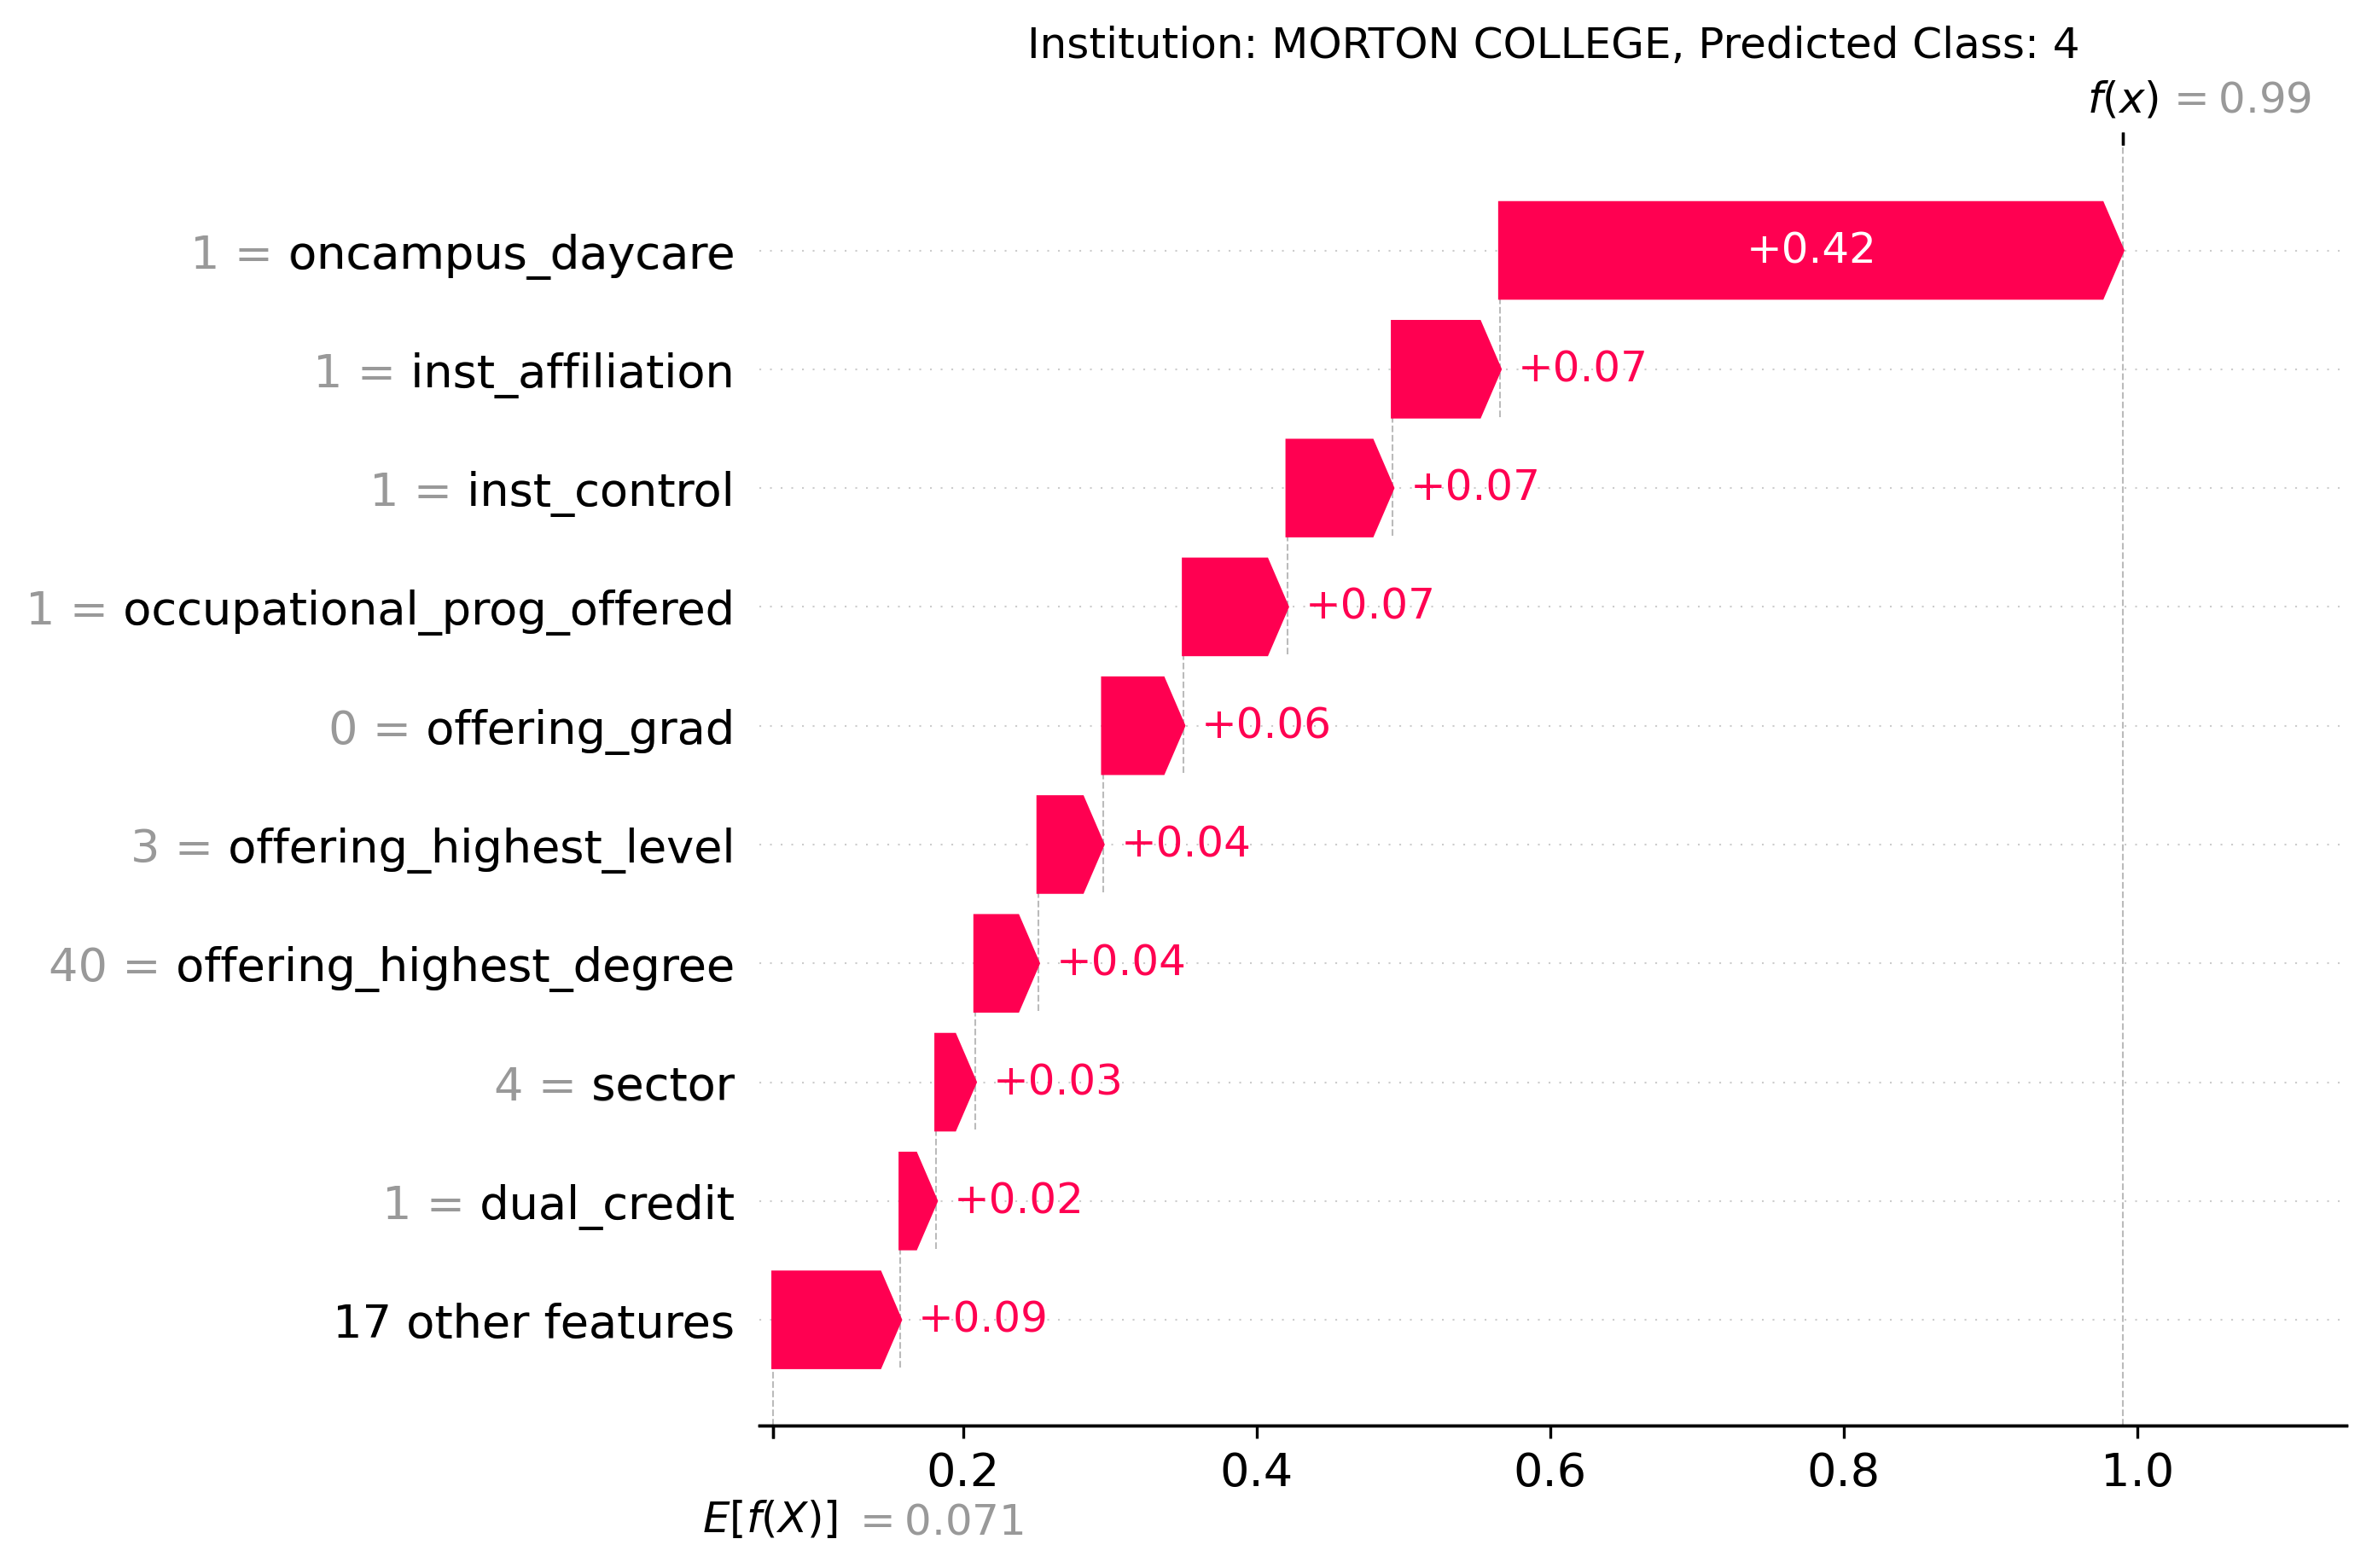 Institution: MORTON COLLEGE, Predicted Class: 4
f(x) = 0.99
1 = oncampus_daycare +0.42
1 = inst_affiliation +0.07
1 = inst_control +0.07
1 = occupational_prog_offered +0.07
0 = offering_grad +0.06
3 = offering_highest_level +0.04
40 = offering_highest_degree +0.04
4 = sector +0.03
1 = dual_credit +0.02
17 other features +0.09
0.2 0.4 0.6 0.8 1.0
E[f(X)] = 0.071